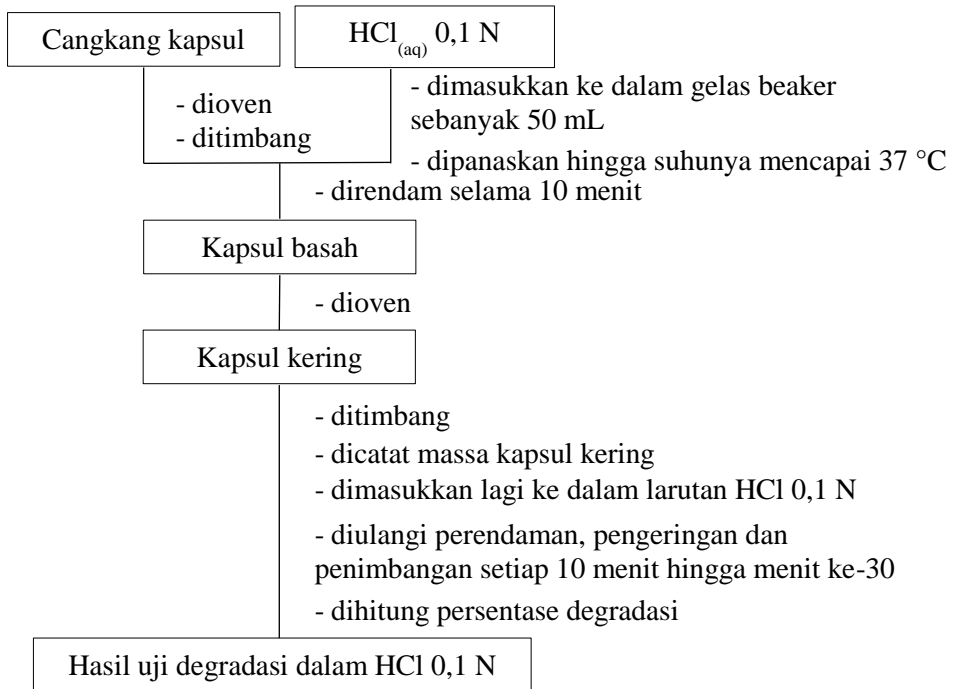 Cangkang kapsul
HCl(aq) 0,1 N
- dioven
- ditimbang
- dimasukkan ke dalam gelas beaker
sebanyak 50 mL
- dipanaskan hingga suhunya mencapai 37 °C
- direndam selama 10 menit
Kapsul basah
- dioven
Kapsul kering
- ditimbang
- dicatat massa kapsul kering
- dimasukkan lagi ke dalam larutan HCl 0,1 N
- diulangi perendaman, pengeringan dan
penimbangan setiap 10 menit hingga menit ke-30
- dihitung persentase degradasi
Hasil uji degradasi dalam HCl 0,1 N